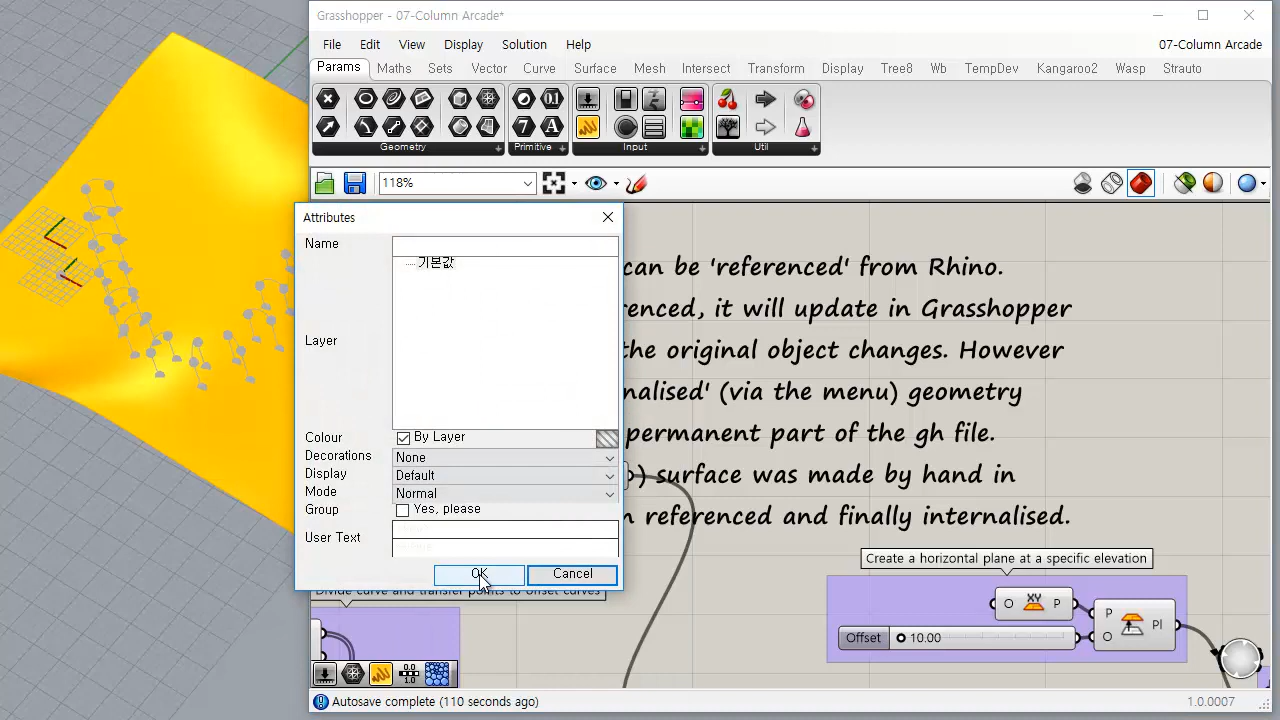 Grasshopper - 07-Column Arcade*
File Edit View Display Solution Help 07-Column Arcade
Params Maths Sets Vector Curve Surface Mesh Intersect Transform Display Tree8 Wb TempDev Kangaroo2 Wasp Strauto
Geometry Primitive Input Util
118%
Attributes
Name
기본값
Layer
Colour By Layer
Decorations None
Display Default
Mode Normal
Group Yes, please
User Text
OK Cancel
can be 'referenced' from Rhino.
enced, it will update in Grasshopper
the original object changes. However
nalised' (via the menu) geometry
permanent part of the gh file.
) surface was made by hand in
n referenced and finally internalised.
Create a horizontal plane at a specific elevation
O XY P
P O Pl
Offset 10.00
Divide curve and transfer points to offset curves
Autosave complete (110 seconds ago) 1.0.0007